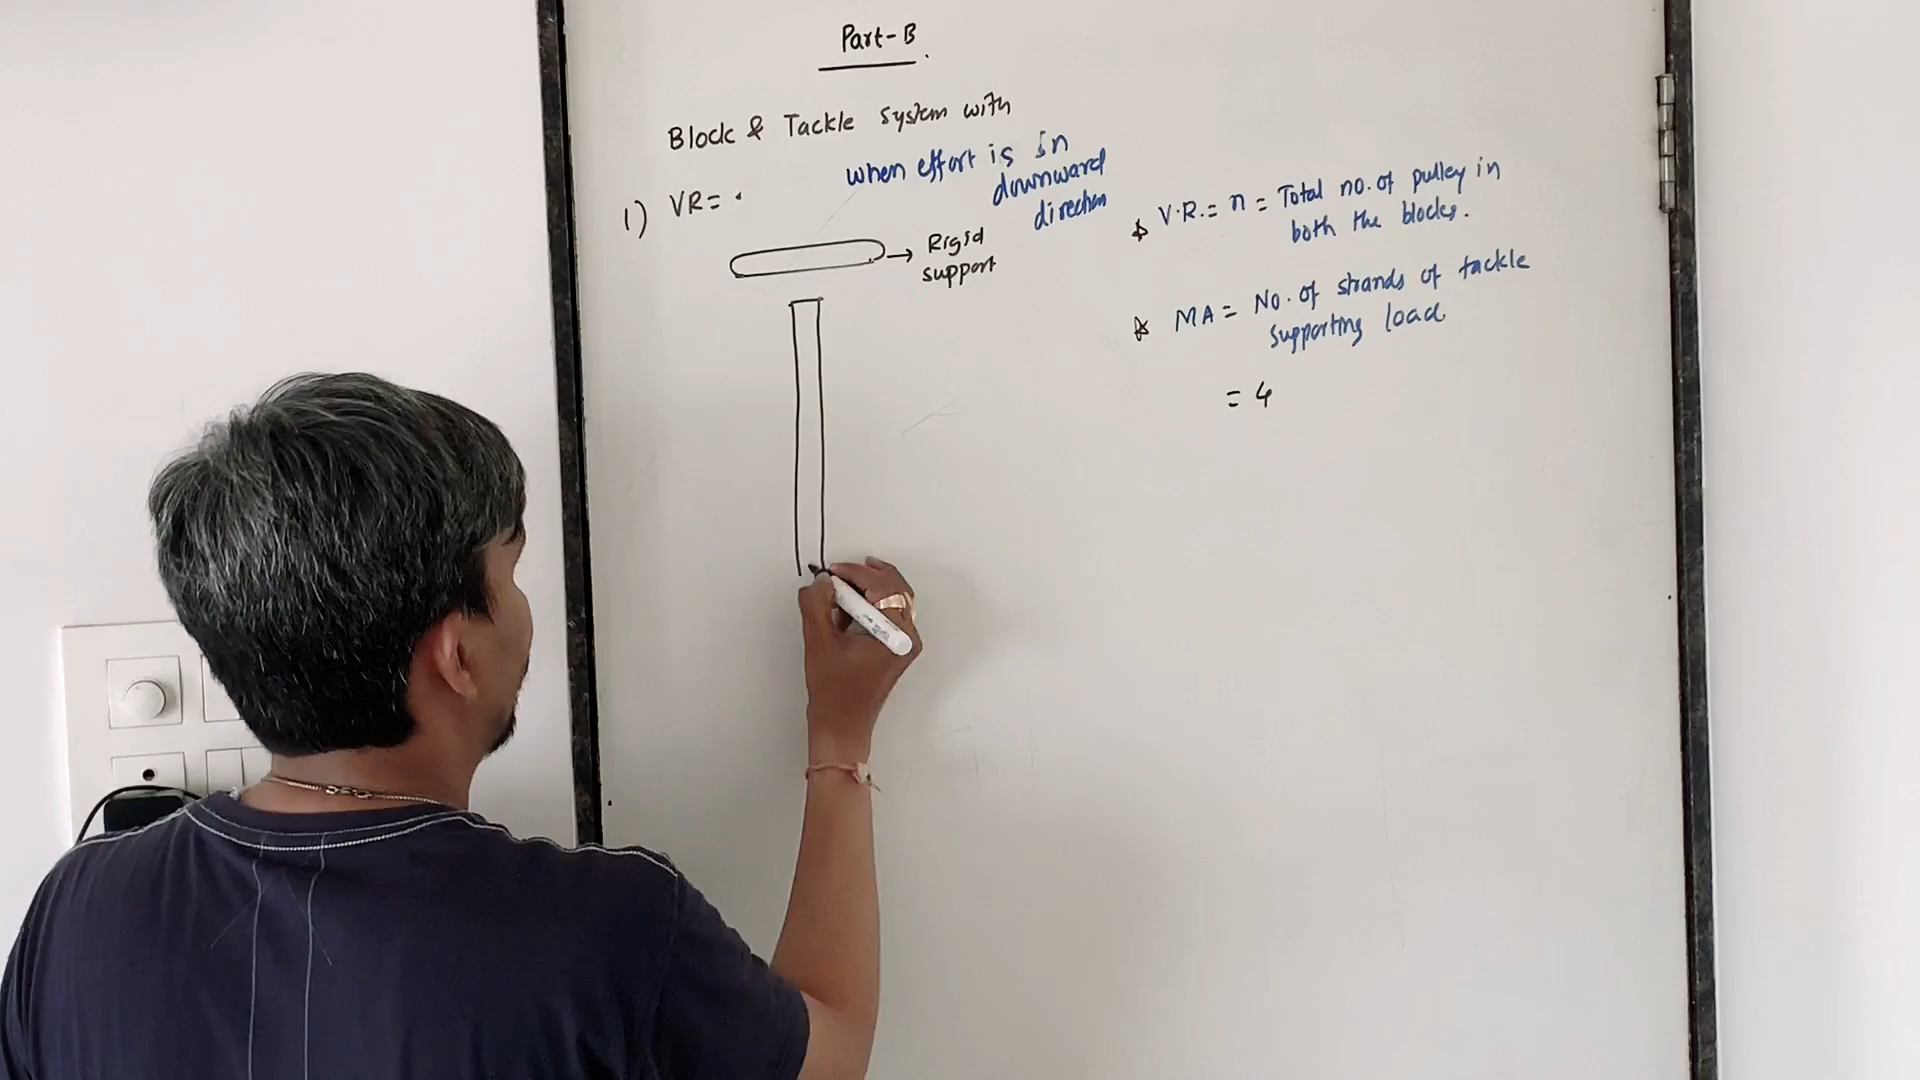 Part-B.
Block & Tackle System with
when effort is in
downward
direction
1) VR=
Rigid
support
V.R. = n = Total no. of pulley in
both the blocks.
MA = No. of strands of tackle
supporting load
= 4